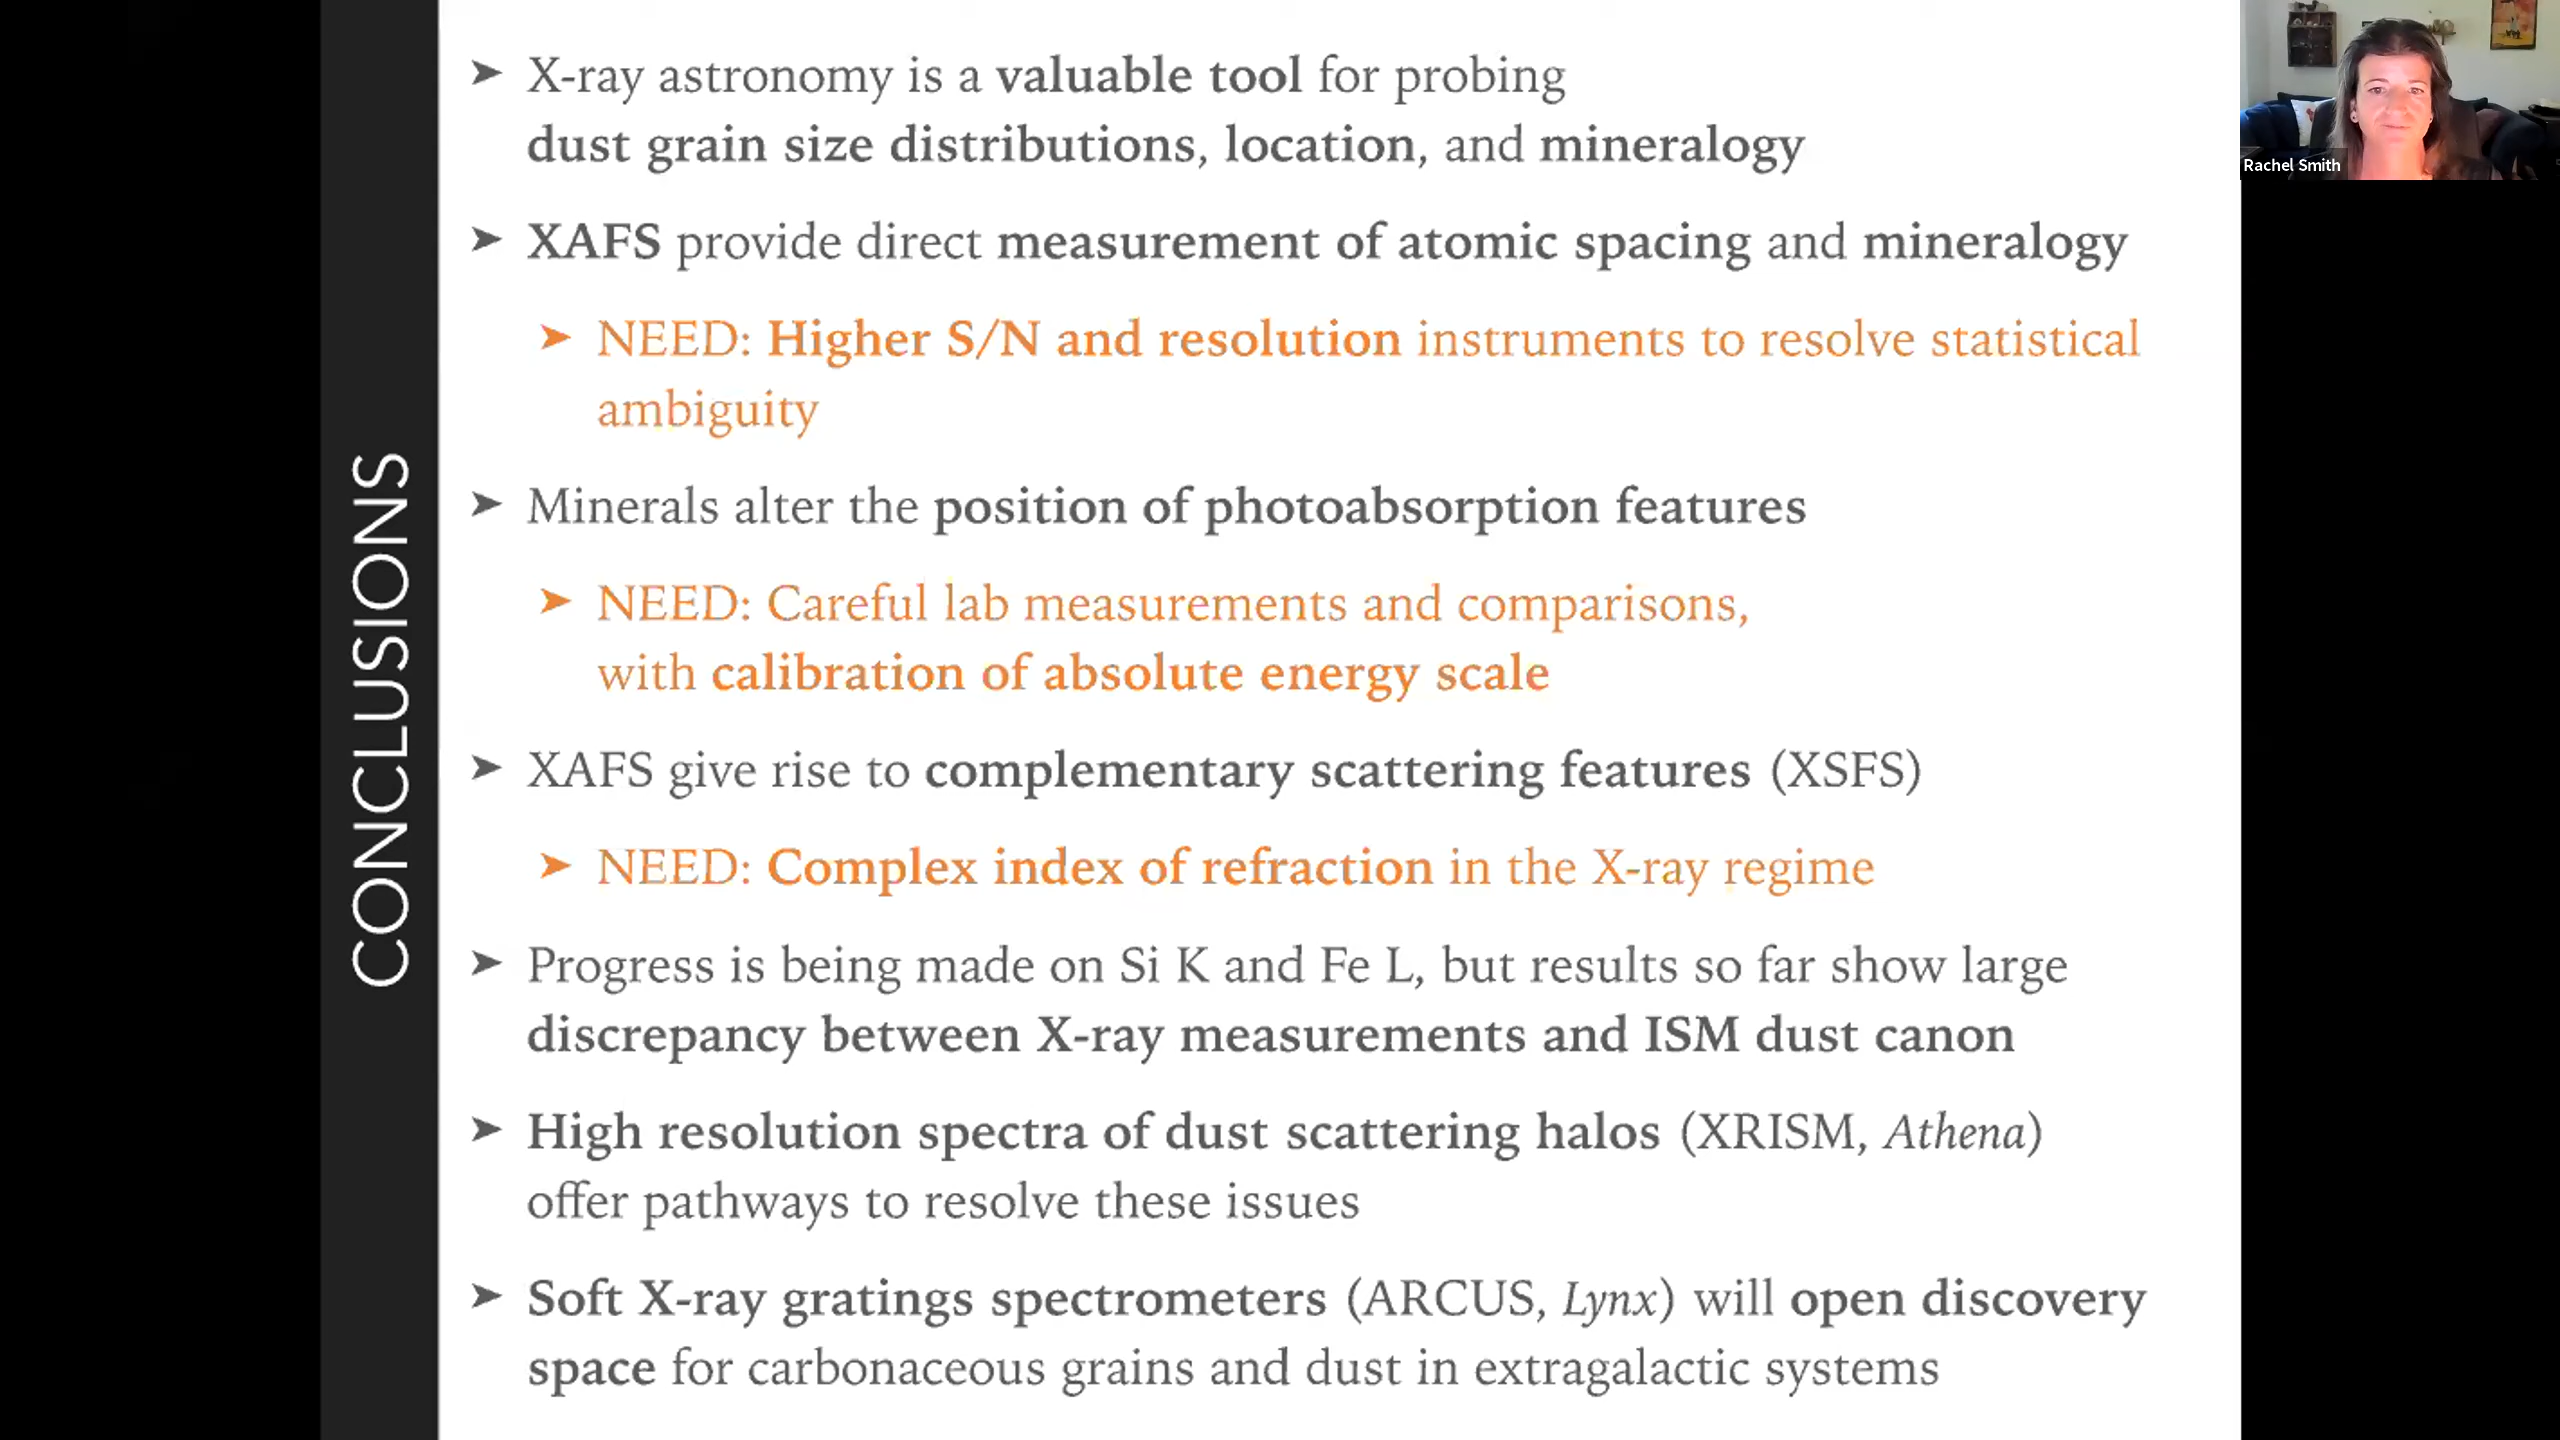 CONCLUSIONS
➤ X-ray astronomy is a valuable tool for probing
dust grain size distributions, location, and mineralogy
➤ XAFS provide direct measurement of atomic spacing and mineralogy
➤ NEED: Higher S/N and resolution instruments to resolve statistical
ambiguity
➤ Minerals alter the position of photoabsorption features
➤ NEED: Careful lab measurements and comparisons,
with calibration of absolute energy scale
➤ XAFS give rise to complementary scattering features (XSFS)
➤ NEED: Complex index of refraction in the X-ray regime
➤ Progress is being made on Si K and Fe L, but results so far show large
discrepancy between X-ray measurements and ISM dust canon
➤ High resolution spectra of dust scattering halos (XRISM, Athena)
offer pathways to resolve these issues
➤ Soft X-ray gratings spectrometers (ARCUS, Lynx) will open discovery
space for carbonaceous grains and dust in extragalactic systems
Rachel Smith